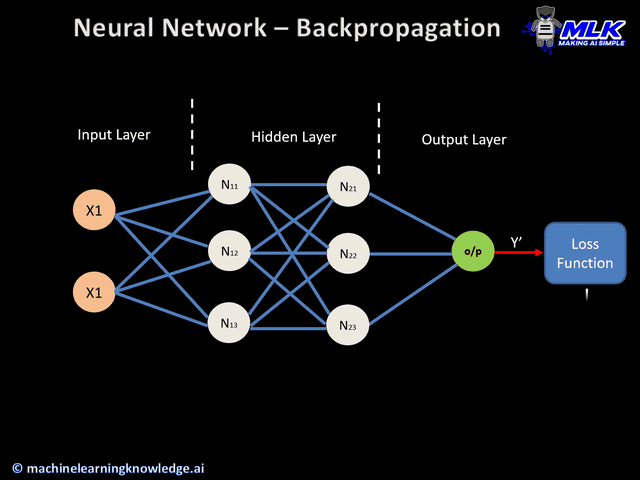 Neural Network – Backpropagation
MLK
MAKING AI SIMPLE
Input Layer
Hidden Layer
Output Layer
X1
X1
N11
N12
N13
N21
N22
N23
o/p
Y’
Loss
Function
© machinelearningknowledge.ai